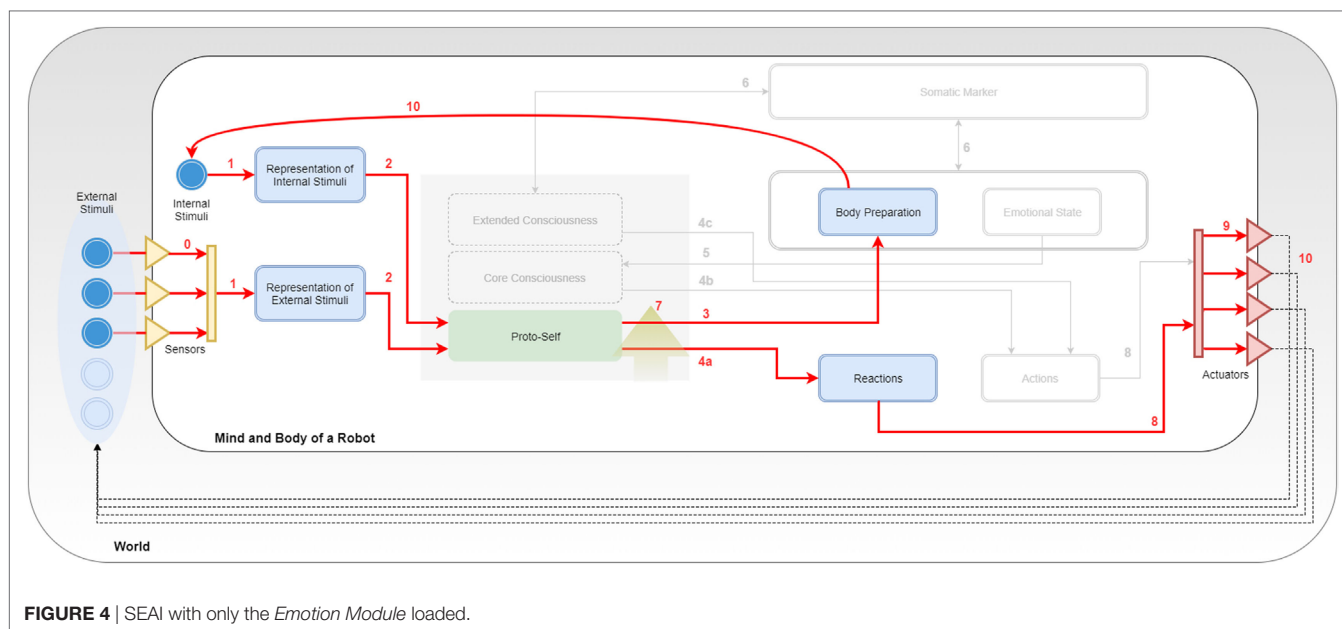 6
Somatic Marker
10
6
1
Representation of
Internal Stimuli
2
External
Stimuli
Internal
Stimuli
Body Preparation
Emotional State
Extended Consciousness
4c
9
0
5
10
Core Consciousness
4b
1
Representation of
External Stimuli
2
7
3
Proto-Self
Sensors
4a
8
Reactions
Actions
Actuators
8
Mind and Body of a Robot
World
FIGURE 4 | SEAI with only the Emotion Module loaded.